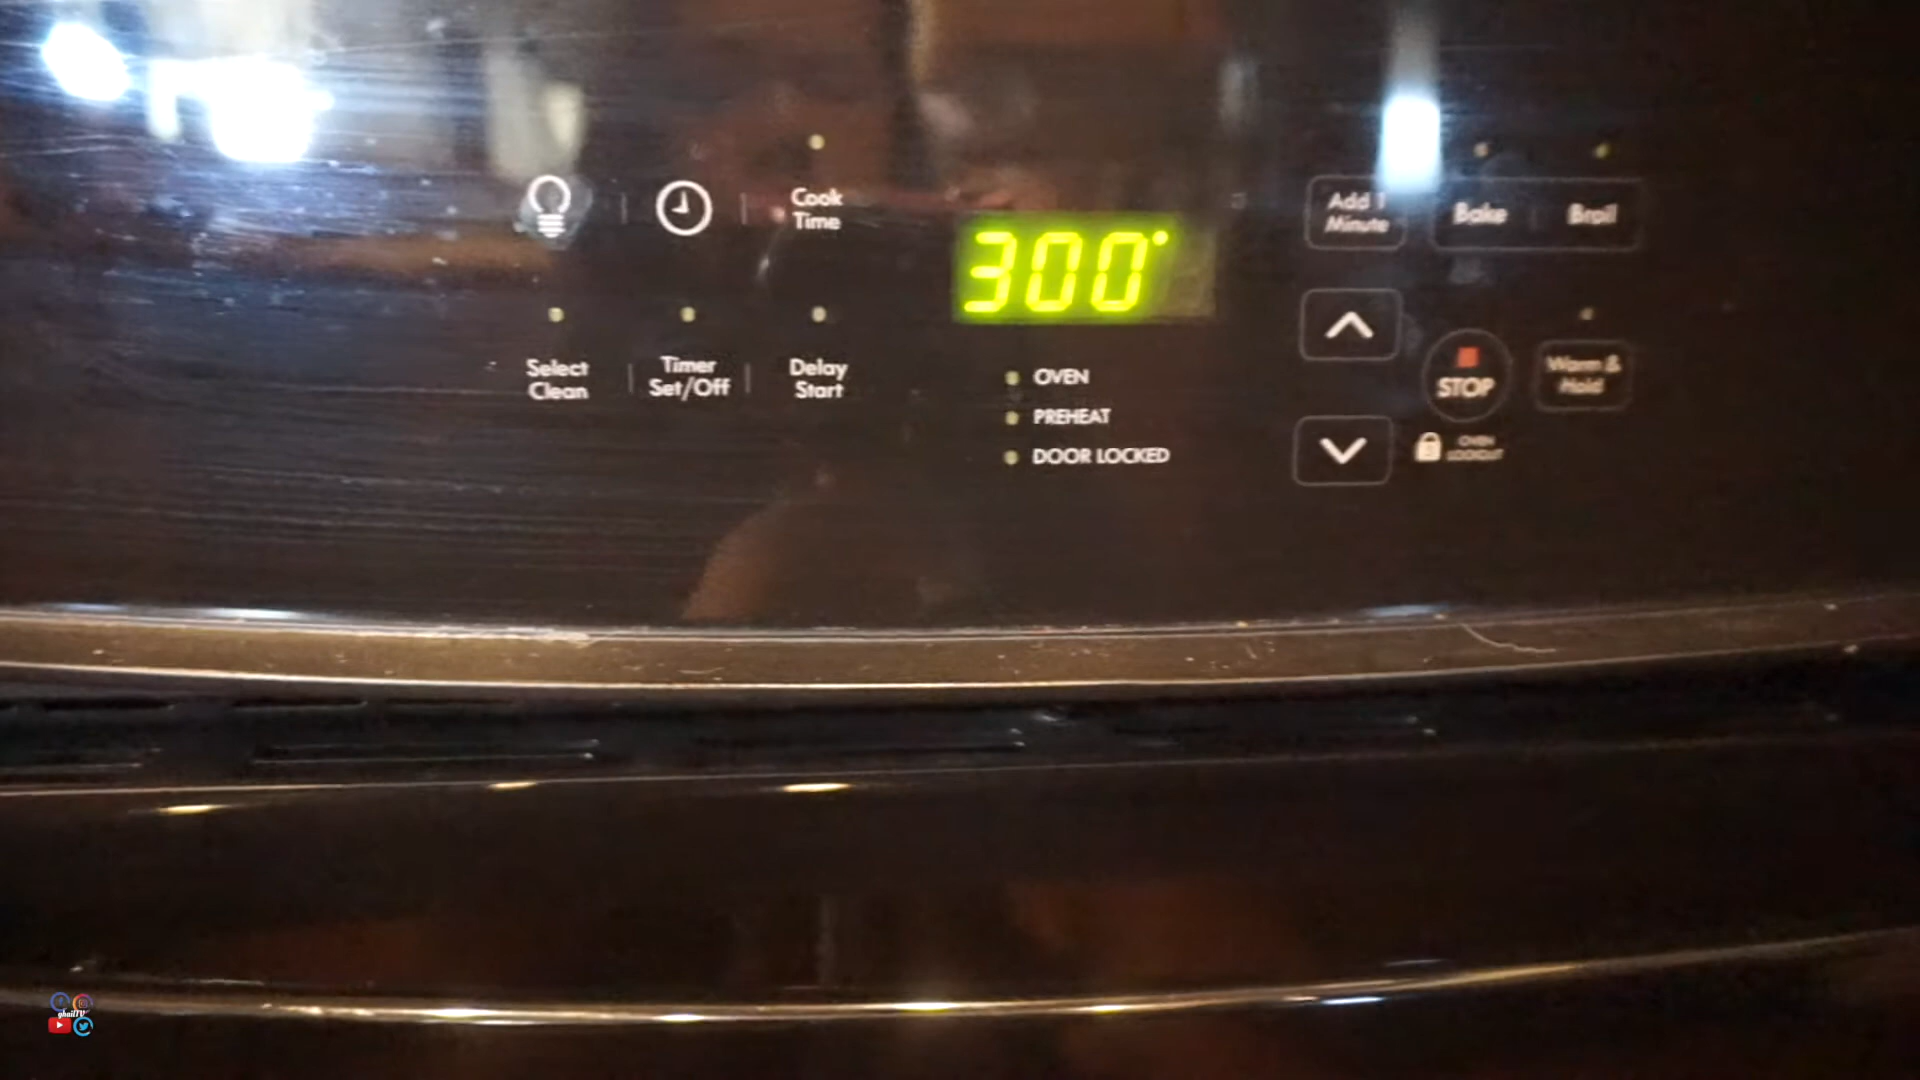 Cook
Time
300°
Add 1
Minute
Bake
Broil
Select
Clean
Timer
Set/Off
Delay
Start
OVEN
PREHEAT
DOOR LOCKED
STOP
Warm &
Hold
OVEN
LOCKOUT
ghailTV